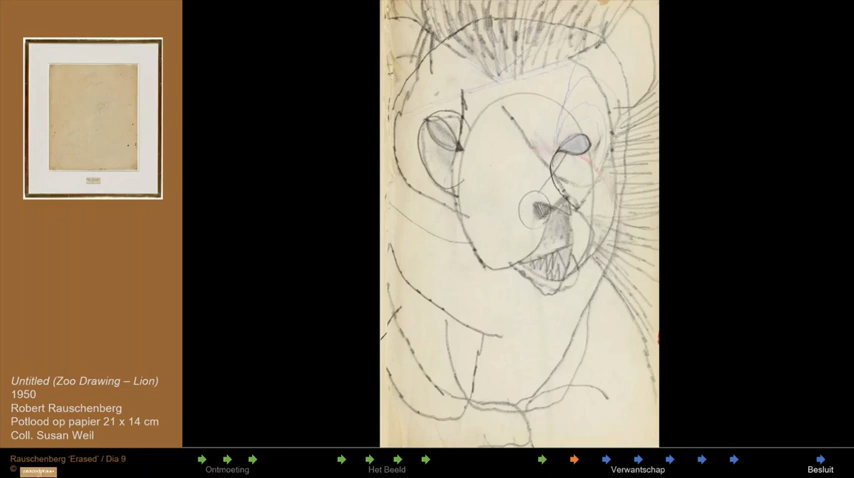 Untitled (Zoo Drawing – Lion)
1950
Robert Rauschenberg
Potlood op papier 21 x 14 cm
Coll. Susan Weil
Rauschenberg 'Erased' / Dia 9
©
Ontmoeting
Het Beeld
Verwantschap
Besluit